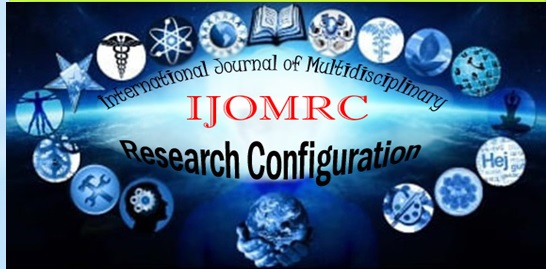 International Journal of Multidisciplinary
IJOMRC
Research Configuration
Hej